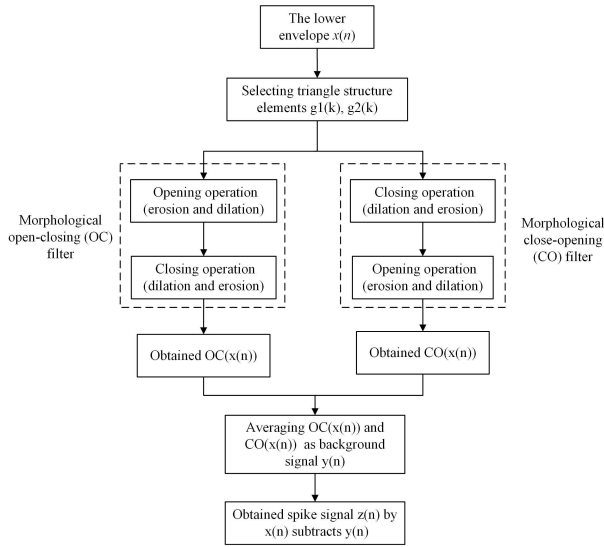 The lower
envelope x(n)
Selecting triangle structure
elements g1(k), g2(k)
Morphological
open-closing (OC)
filter
Opening operation
(erosion and dilation)
Closing operation
(dilation and erosion)
Closing operation
(dilation and erosion)
Opening operation
(erosion and dilation)
Morphological
close-opening
(CO) filter
Obtained OC(x(n))
Obtained CO(x(n))
Averaging OC(x(n)) and
CO(x(n)) as background
signal y(n)
Obtained spike signal z(n) by
x(n) subtracts y(n)